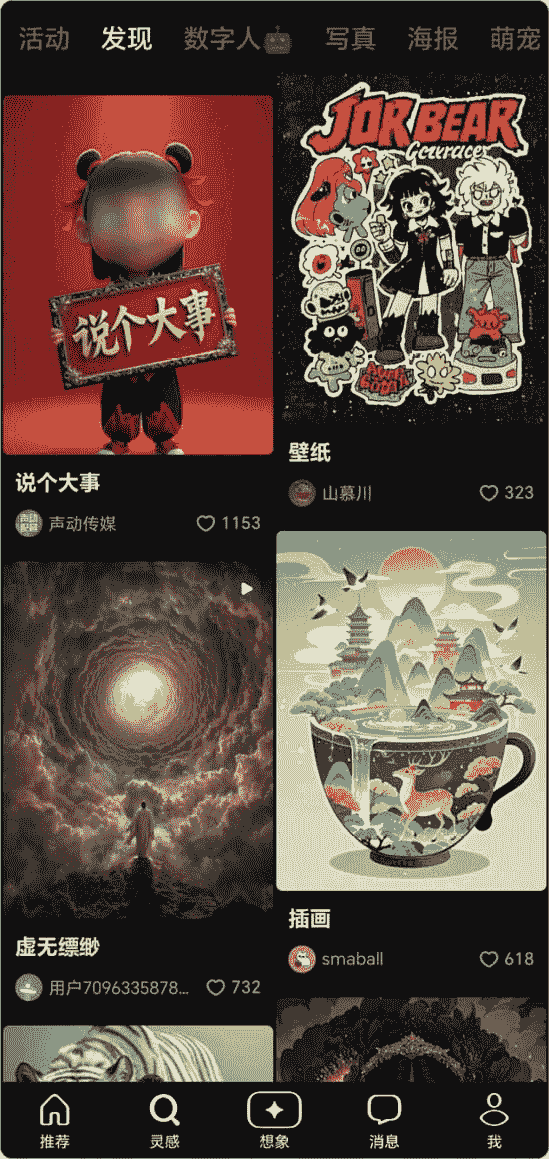 活动 发现 数字人 写真 海报 萌宠
说个大事
说个大事
声动传媒 1153
JOR BEAR
壁纸
山慕川 323
虚无缥缈
用户7096335878... 732
插画
smaball 618
推荐 灵感 想象 消息 我